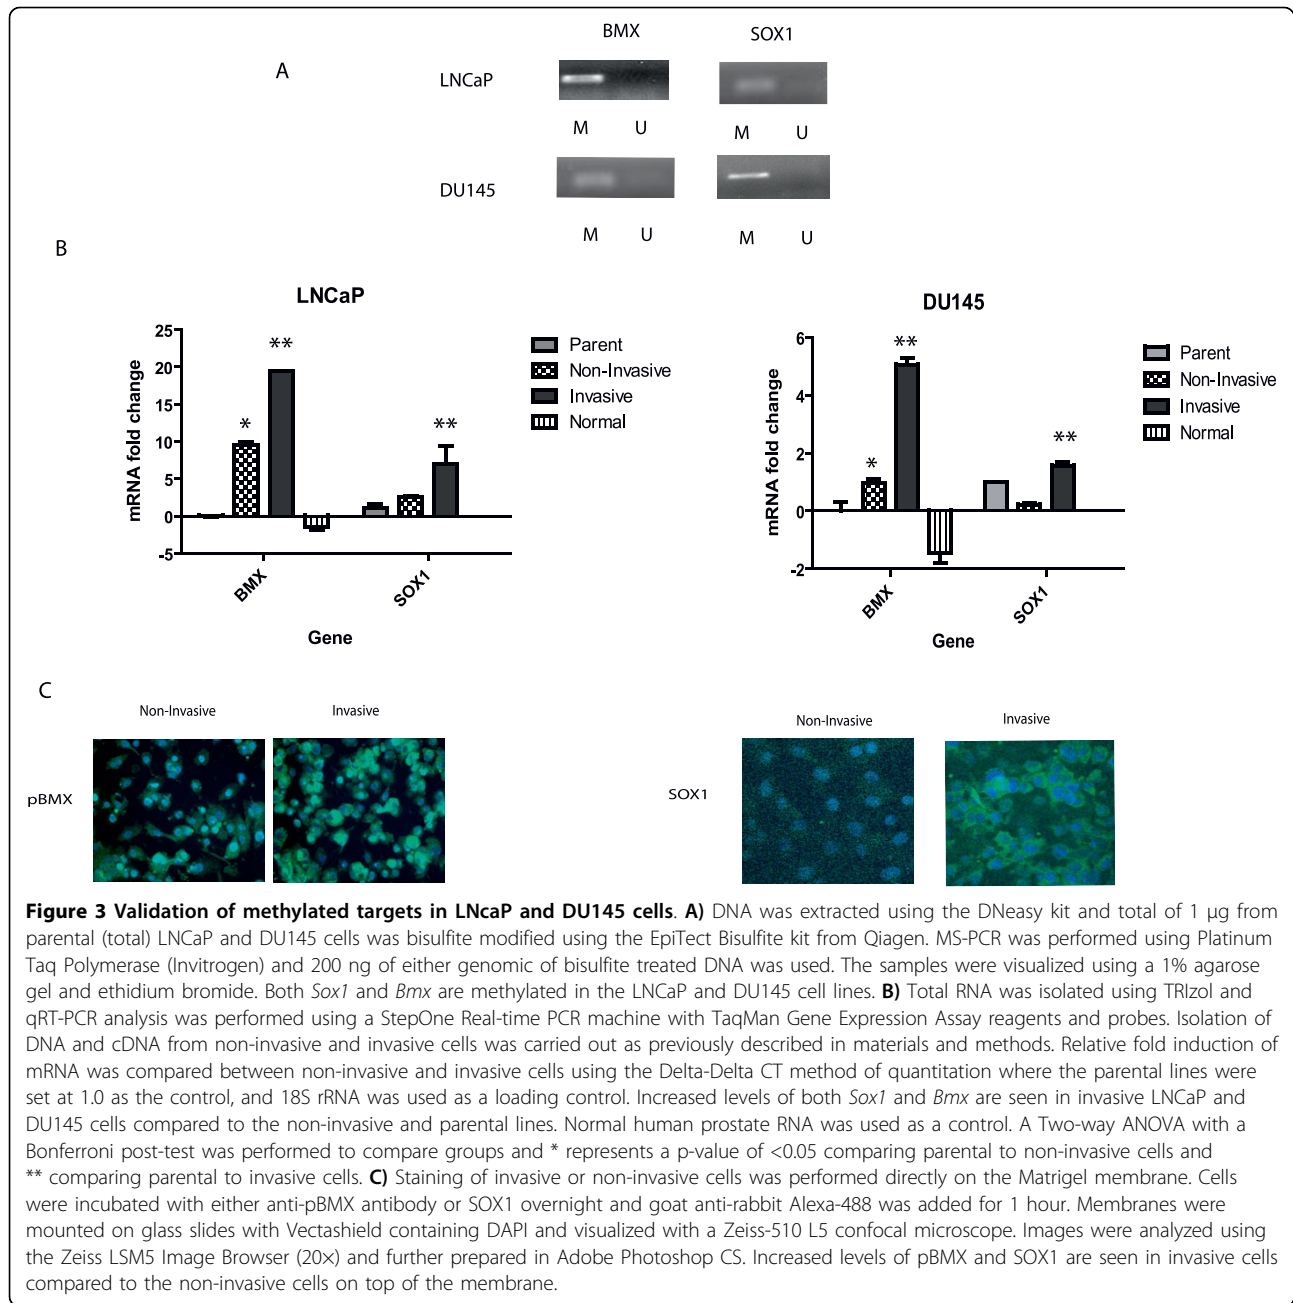 A
BMX SOX1
LNCaP
M U M U
DU145
M U M U
B
LNCaP
25
20
15
10
5
0
-5
mRNA fold change
* ** **
Parent
Non-Invasive
Invasive
Normal
BMX SOX1
Gene
DU145
6
4
2
0
-2
mRNA fold change
* ** **
Parent
Non-Invasive
Invasive
Normal
BMX SOX1
Gene
C
Non-Invasive Invasive
pBMX
Non-Invasive Invasive
SOX1
Figure 3 Validation of methylated targets in LNcaP and DU145 cells. A) DNA was extracted using the DNeasy kit and total of 1 μg from
parental (total) LNCaP and DU145 cells was bisulfite modified using the EpiTect Bisulfite kit from Qiagen. MS-PCR was performed using Platinum
Taq Polymerase (Invitrogen) and 200 ng of either genomic of bisulfite treated DNA was used. The samples were visualized using a 1% agarose
gel and ethidium bromide. Both Sox1 and Bmx are methylated in the LNCaP and DU145 cell lines. B) Total RNA was isolated using TRIzol and
qRT-PCR analysis was performed using a StepOne Real-time PCR machine with TaqMan Gene Expression Assay reagents and probes. Isolation of
DNA and cDNA from non-invasive and invasive cells was carried out as previously described in materials and methods. Relative fold induction of
mRNA was compared between non-invasive and invasive cells using the Delta-Delta CT method of quantitation where the parental lines were
set at 1.0 as the control, and 18S rRNA was used as a loading control. Increased levels of both Sox1 and Bmx are seen in invasive LNCaP and
DU145 cells compared to the non-invasive and parental lines. Normal human prostate RNA was used as a control. A Two-way ANOVA with a
Bonferroni post-test was performed to compare groups and * represents a p-value of <0.05 comparing parental to non-invasive cells and
** comparing parental to invasive cells. C) Staining of invasive or non-invasive cells was performed directly on the Matrigel membrane. Cells
were incubated with either anti-pBMX antibody or SOX1 overnight and goat anti-rabbit Alexa-488 was added for 1 hour. Membranes were
mounted on glass slides with Vectashield containing DAPI and visualized with a Zeiss-510 L5 confocal microscope. Images were analyzed using
the Zeiss LSM5 Image Browser (20×) and further prepared in Adobe Photoshop CS. Increased levels of pBMX and SOX1 are seen in invasive cells
compared to the non-invasive cells on top of the membrane.